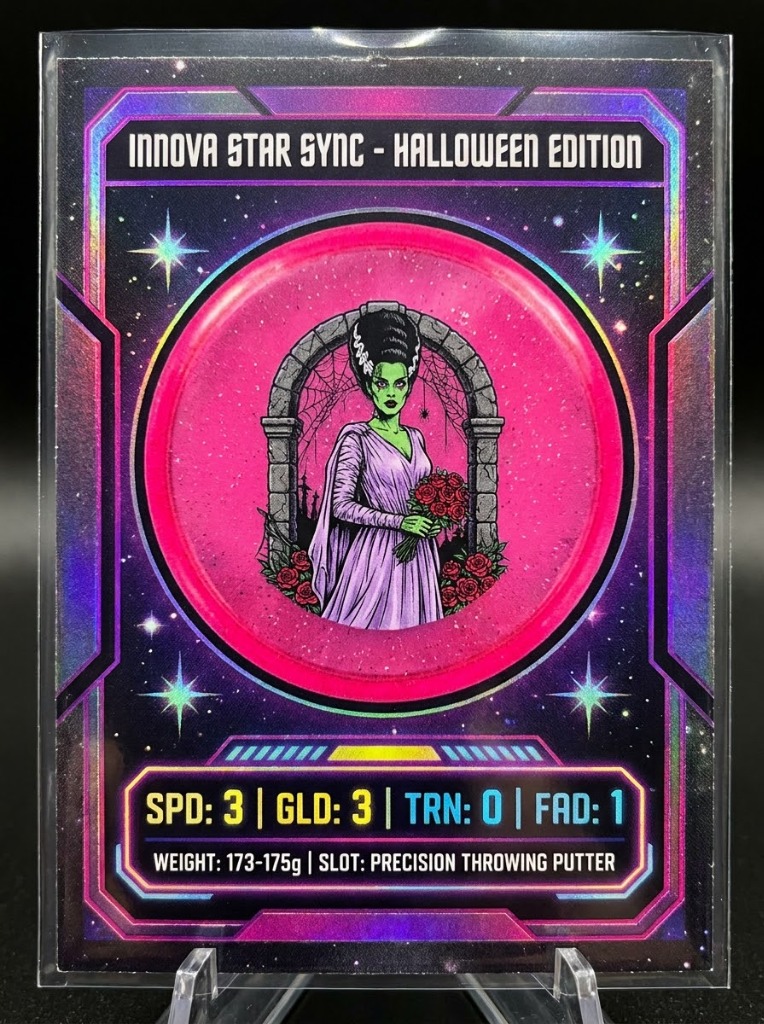 INNOVA STAR SYNC - HALLOWEEN EDITION
SPD: 3 | GLD: 3 | TRN: 0 | FAD: 1
WEIGHT: 173-175g | SLOT: PRECISION THROWING PUTTER